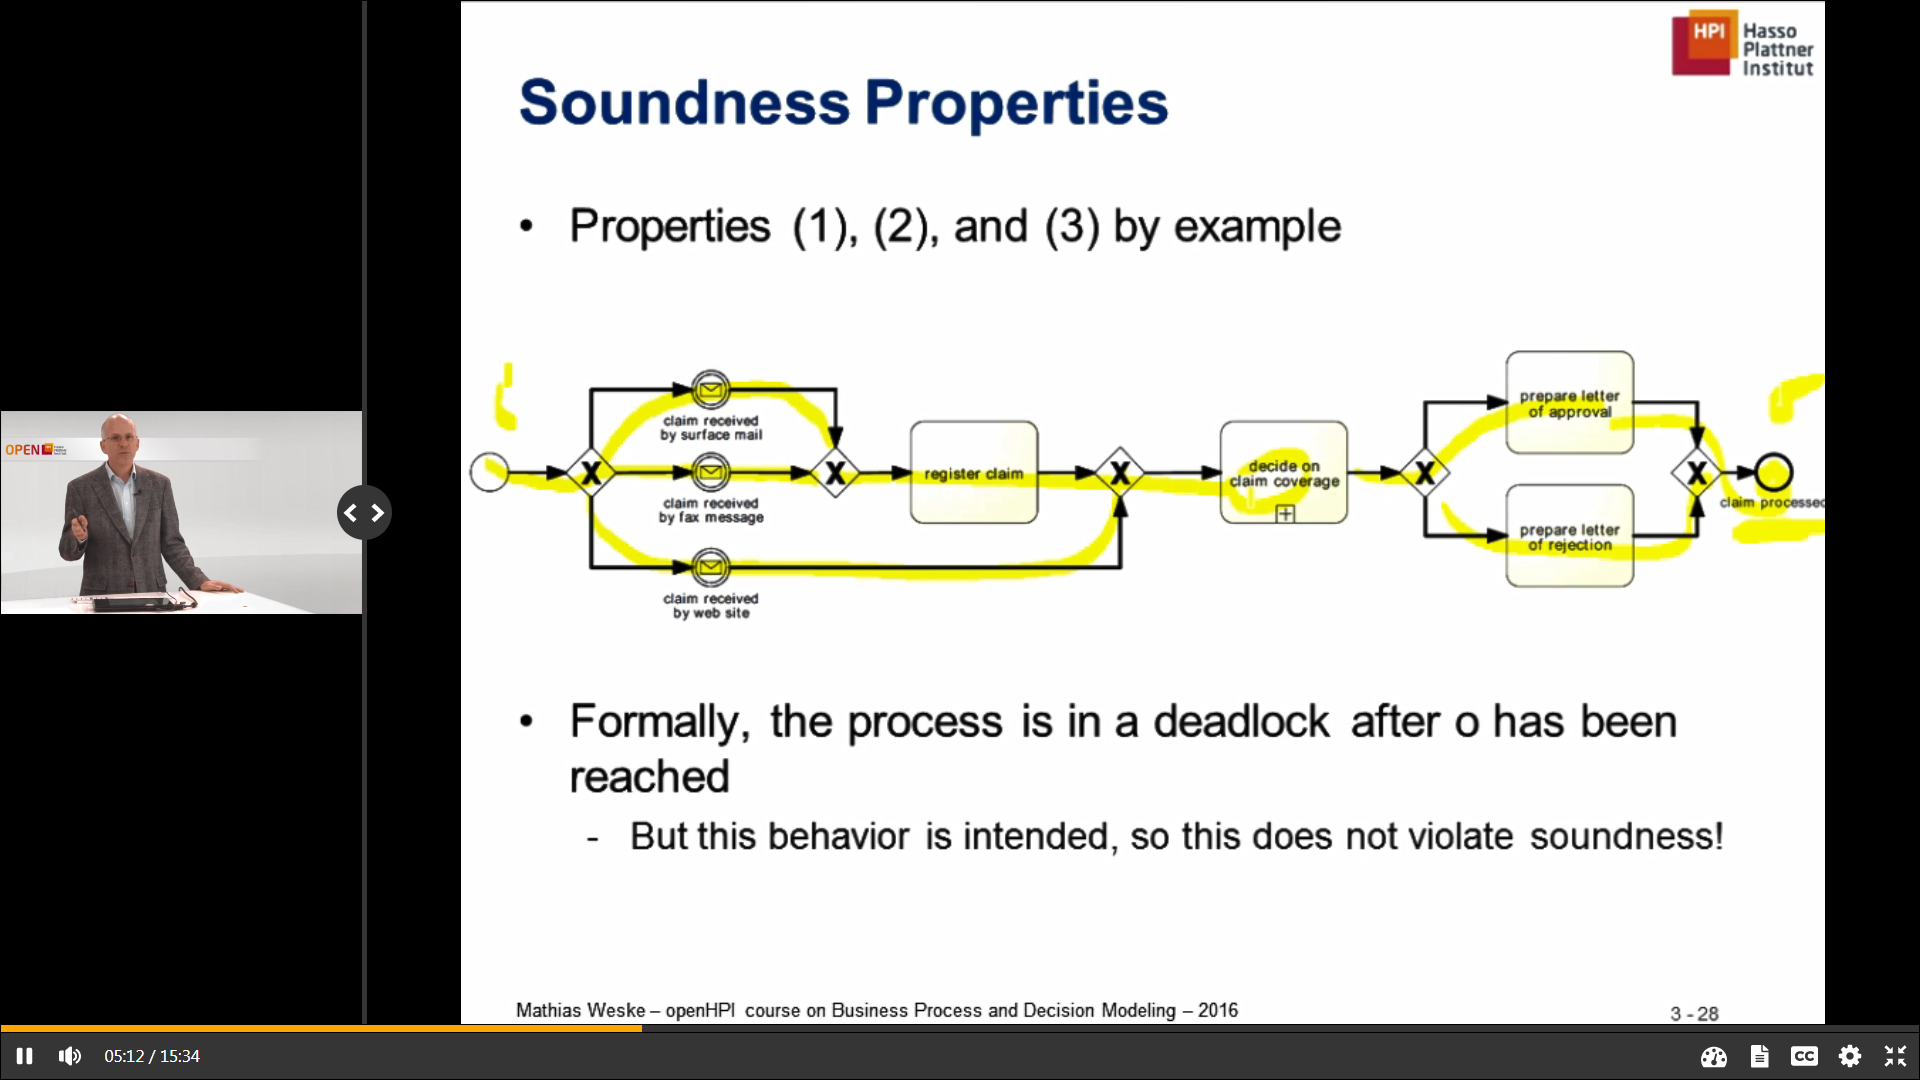 HPI Hasso
Plattner
Institut
Soundness Properties
• Properties (1), (2), and (3) by example
claim received
by surface mail
claim received
by fax message
claim received
by web site
register claim
decide on
claim coverage
prepare letter
of approval
prepare letter
of rejection
claim processed
• Formally, the process is in a deadlock after o has been
reached
- But this behavior is intended, so this does not violate soundness!
Mathias Weske – openHPI course on Business Process and Decision Modeling – 2016
3 - 28
OPEN
05:12 / 15:34
CC